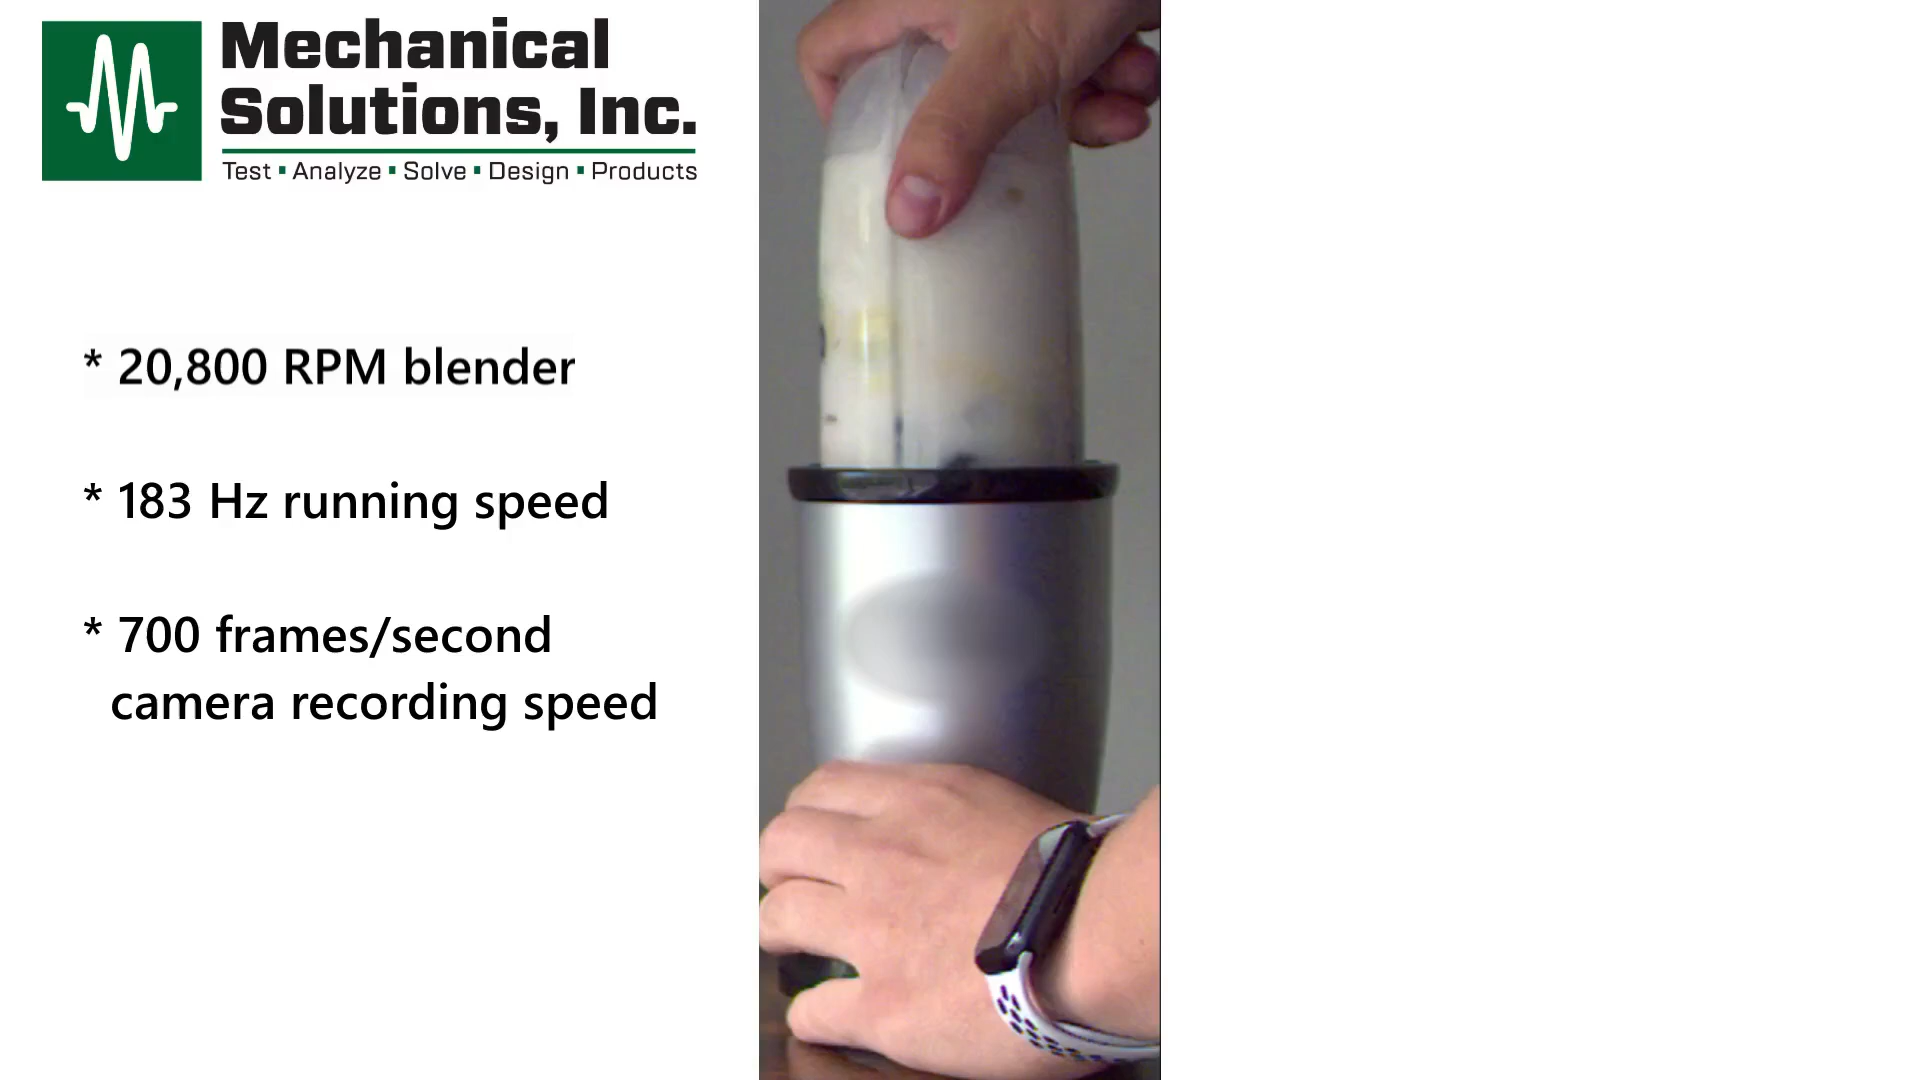 Mechanical
Solutions, Inc.
Test ▪ Analyze ▪ Solve ▪ Design ▪ Products
* 20,800 RPM blender
* 183 Hz running speed
* 700 frames/second
camera recording speed